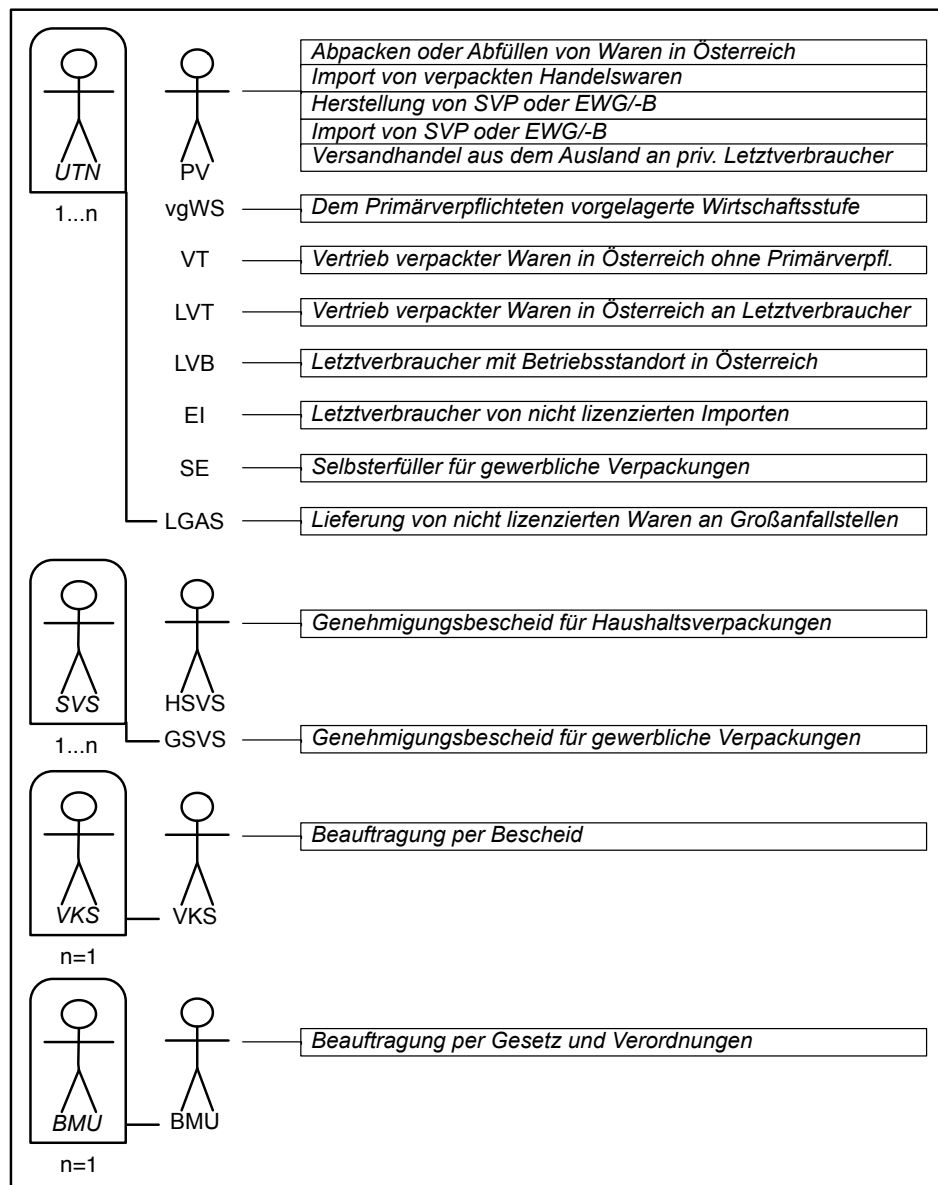 Abpacken oder Abfüllen von Waren in Österreich
Import von verpackten Handelswaren
Herstellung von SVP oder EWG/-B
Import von SVP oder EWG/-B
UTN PV Versandhandel aus dem Ausland an priv. Letztverbraucher
1...n vgWS Dem Primärverpflichteten vorgelagerte Wirtschaftsstufe
VT Vertrieb verpackter Waren in Österreich ohne Primärverpfl.
LVT Vertrieb verpackter Waren in Österreich an Letztverbraucher
LVB Letztverbraucher mit Betriebsstandort in Österreich
EI Letztverbraucher von nicht lizenzierten Importen
SE Selbsterfüller für gewerbliche Verpackungen
LGAS Lieferung von nicht lizenzierten Waren an Großanfallstellen
Genehmigungsbescheid für Haushaltsverpackungen
SVS HSVS
1...n GSVS Genehmigungsbescheid für gewerbliche Verpackungen
Beauftragung per Bescheid
VKS VKS
n=1
Beauftragung per Gesetz und Verordnungen
BMU BMU
n=1